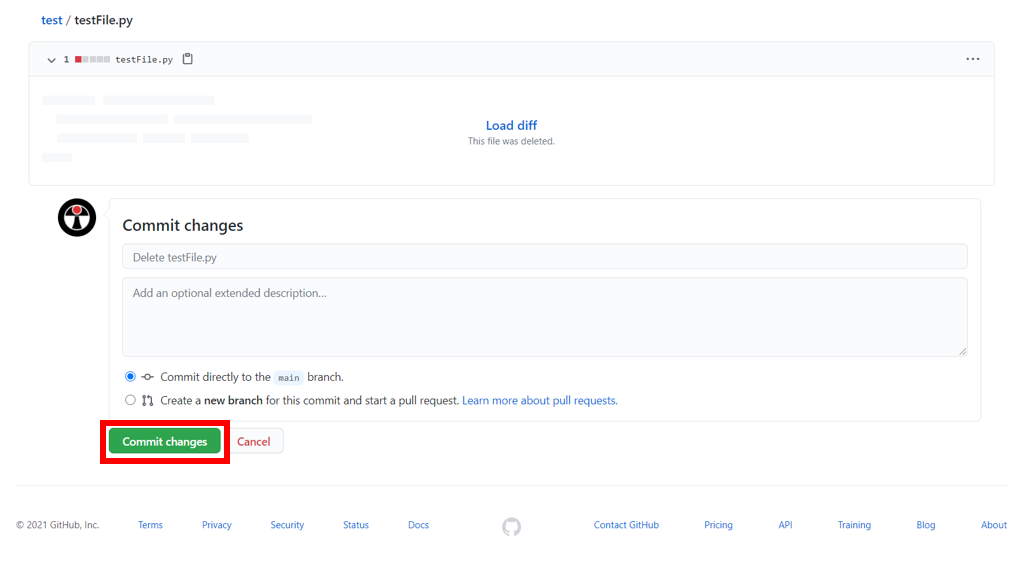 test / testFile.py
1 testFile.py
Load diff
This file was deleted.
Commit changes
Delete testFile.py
Add an optional extended description...
Commit directly to the main branch.
Create a new branch for this commit and start a pull request. Learn more about pull requests.
Commit changes Cancel
© 2021 GitHub, Inc. Terms Privacy Security Status Docs Contact GitHub Pricing API Training Blog About